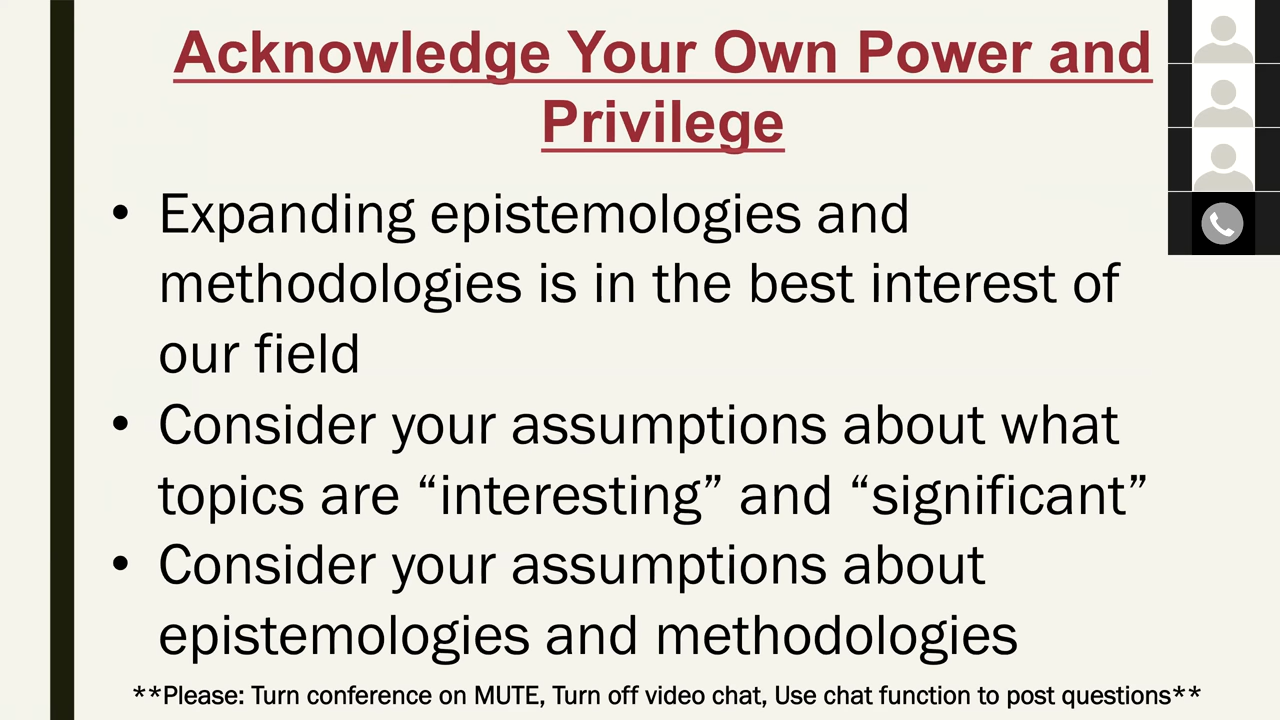 Acknowledge Your Own Power and
Privilege
• Expanding epistemologies and
methodologies is in the best interest of
our field
• Consider your assumptions about what
topics are “interesting” and “significant”
• Consider your assumptions about
epistemologies and methodologies
**Please: Turn conference on MUTE, Turn off video chat, Use chat function to post questions**